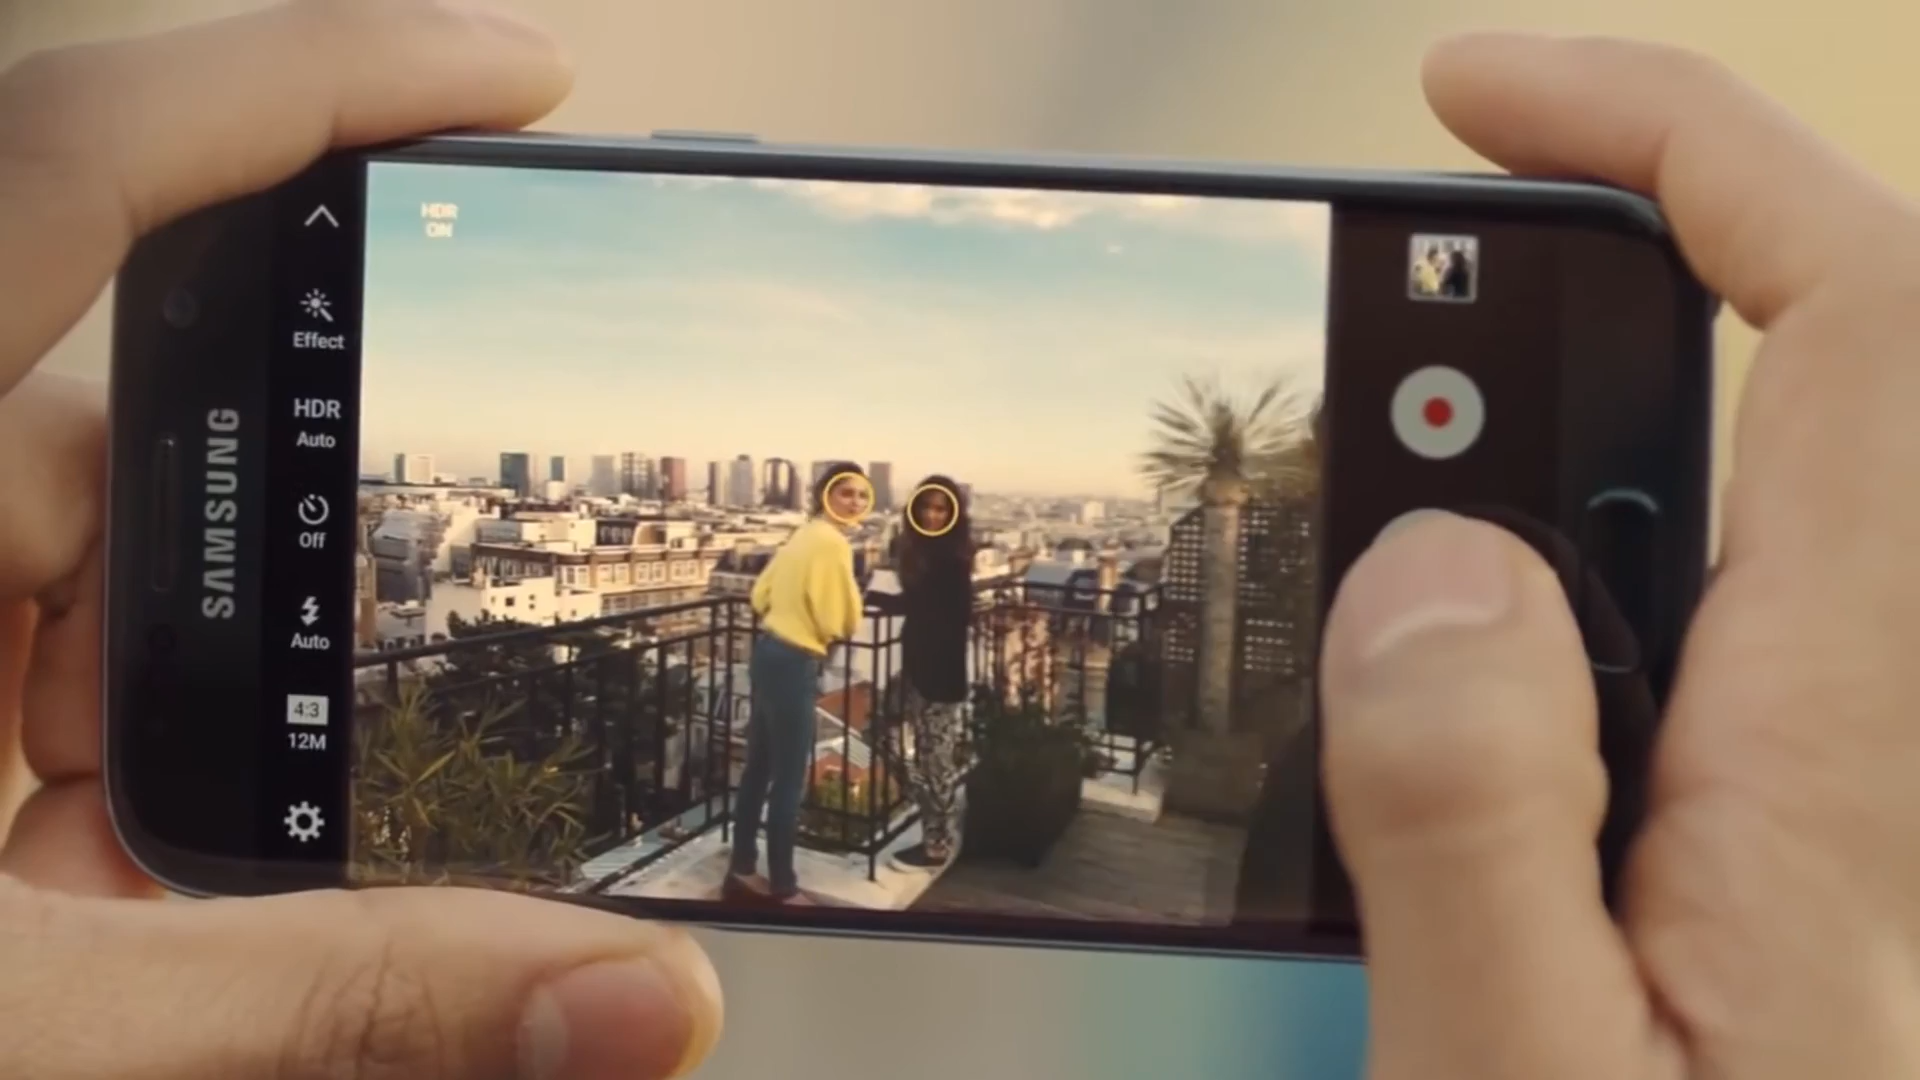 SAMSUNG
HDR
ON
Effect
HDR
Auto
Off
Auto
4:3
12M